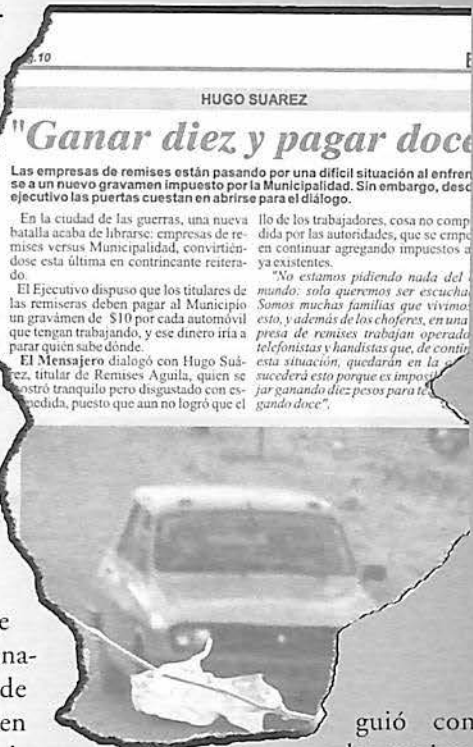 10
HUGO SUAREZ
"Ganar diez y pagar doce
Las empresas de remises están pasando por una difícil situación al enfren
se a un nuevo gravamen impuesto por la Municipalidad. Sin embargo, desd
ejecutivo las puertas cuestan en abrirse para el diálogo.
En la ciudad de las guerras, una nueva
batalla acaba de librarse: empresas de re-
mises versus Municipalidad, convirtién-
dose esta última en contrincante reitera-
do.
El Ejecutivo dispuso que los titulares de
las remiseras deben pagar al Municipio
un gravámen de $10 por cada automóvil
que tengan trabajando, y ese dinero iría a
parar quién sabe dónde.
El Mensajero dialogó con Hugo Suá-
rez, titular de Remises Aguila, quien se
mostró tranquilo pero disgustado con es-
medida, puesto que aun no logró que el
llo de los trabajadores, cosa no comp
dida por las autoridades, que se empe
en continuar agregando impuestos a
ya existentes.
"No estamos pidiendo nada del
mundo: solo queremos ser escucha
Somos muchas familias que vivimo
esto, y además de los choferes, en una
presa de remises trabajan operado
telefonistas y handistas que, de contin
esta situación, quedarán en la
sucederá esto porque es imposi
jar ganando diez pesos para te
gando doce".
e
na-
de
en
guió con